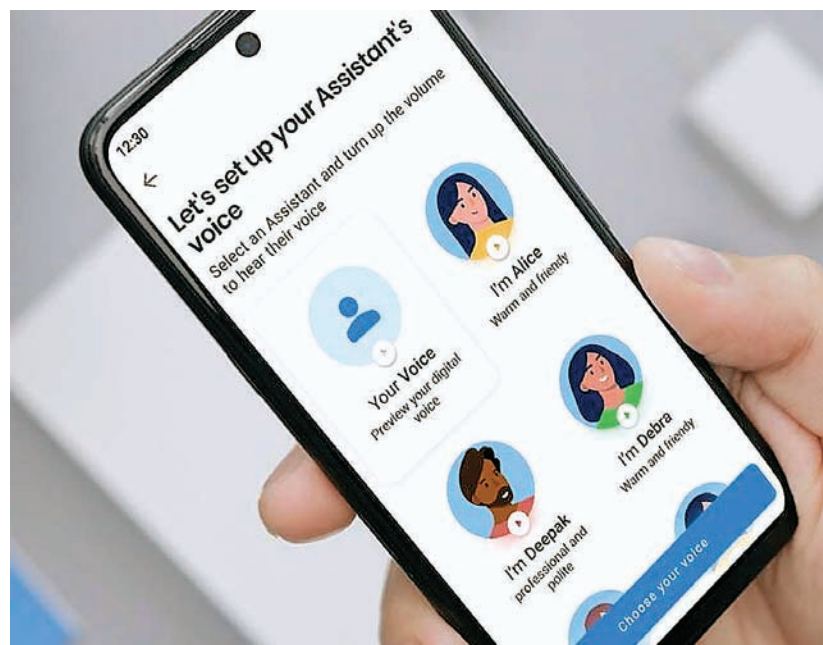 12:30
Let's set up your Assistant's
voice
Select an Assistant and turn up the volume
to hear their voice
Your Voice
Preview your digital
voice
I'm Alice
Warm and friendy
I'm Deepak
professional and
polite
I'm Debra
Warm and friendy
Choose your voice